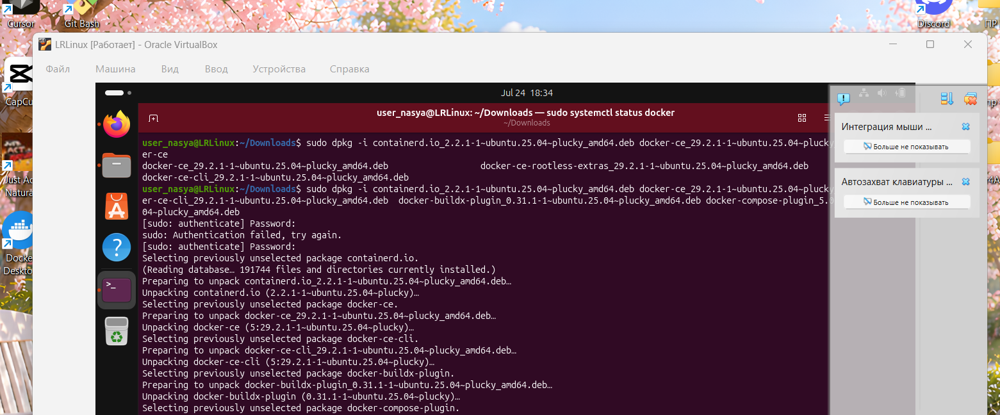 Cursor
Git Bash
Discord
ПР
LRLinux [Работает] - Oracle VirtualBox
Файл Машина Вид Ввод Устройства Справка
CapCu
Jul 24 18:34
user_nasya@LRLinux: ~/Downloads — sudo systemctl status docker
~/Downloads
Интеграция мыши ...
Больше не показывать
Автозахват клавиатуры ...
Больше не показывать
Just Ac
Natura
Docke
Deskto
user_nasya@LRLinux:~/Downloads$ sudo dpkg -i containerd.io_2.2.1-1~ubuntu.25.04~plucky_amd64.deb docker-ce_29.2.1-1~ubuntu.25.04~plucky
er-ce
docker-ce_29.2.1-1~ubuntu.25.04~plucky_amd64.deb docker-ce-rootless-extras_29.2.1-1~ubuntu.25.04~plucky_amd64.deb
docker-ce-cli_29.2.1-1~ubuntu.25.04~plucky_amd64.deb
user_nasya@LRLinux:~/Downloads$ sudo dpkg -i containerd.io_2.2.1-1~ubuntu.25.04~plucky_amd64.deb docker-ce_29.2.1-1~ubuntu.25.04~plucky
er-ce-cli_29.2.1-1~ubuntu.25.04~plucky_amd64.deb docker-buildx-plugin_0.31.1-1~ubuntu.25.04~plucky_amd64.deb docker-compose-plugin_5.0
04~plucky_amd64.deb
[sudo: authenticate] Password:
sudo: Authentication failed, try again.
[sudo: authenticate] Password:
Selecting previously unselected package containerd.io.
(Reading database… 191744 files and directories currently installed.)
Preparing to unpack containerd.io_2.2.1-1~ubuntu.25.04~plucky_amd64.deb…
Unpacking containerd.io (2.2.1-1~ubuntu.25.04~plucky)…
Selecting previously unselected package docker-ce.
Preparing to unpack docker-ce_29.2.1-1~ubuntu.25.04~plucky_amd64.deb…
Unpacking docker-ce (5:29.2.1-1~ubuntu.25.04~plucky)…
Selecting previously unselected package docker-ce-cli.
Preparing to unpack docker-ce-cli_29.2.1-1~ubuntu.25.04~plucky_amd64.deb…
Unpacking docker-ce-cli (5:29.2.1-1~ubuntu.25.04~plucky)…
Selecting previously unselected package docker-buildx-plugin.
Preparing to unpack docker-buildx-plugin_0.31.1-1~ubuntu.25.04~plucky_amd64.deb…
Unpacking docker-buildx-plugin (0.31.1-1~ubuntu.25.04~plucky)…
Selecting previously unselected package docker-compose-plugin.